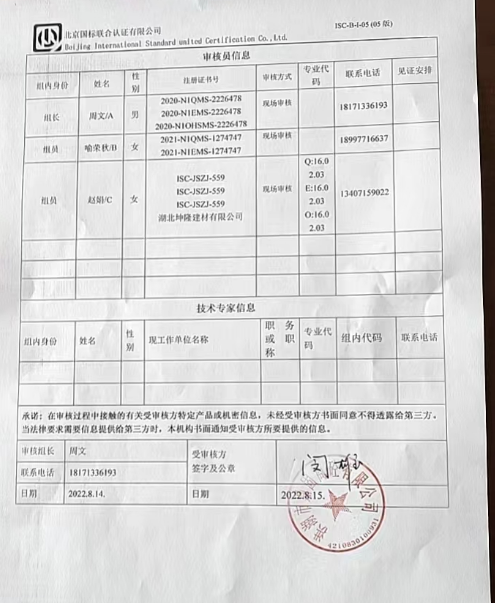 北京国标联合认证有限公司
Beijing International Standard united Certification Co., Ltd.
ISC-B-I-05 (05 版)
审核员信息
组内身份 姓名 性别 注册证书号 审核方式 专业代码 联系电话 见证安排
组长 周文/A 男 2020-N1QMS-2226478 现场审核 18171336193
2020-N1EMS-2226478
2020-N1OHSMS-2226478
组员 喻荣秋/B 女 2021-N1QMS-1274747 现场审核 18997716637
2021-N1EMS-1274747
组员 赵娟/C 女 ISC-JSZJ-559 现场审核 Q:16.02.03 13407159022
ISC-JSZJ-559 E:16.02.03
ISC-JSZJ-559 O:16.02.03
湖北坤隆建材有限公司
技术专家信息
组内身份 姓名 性别 现工作单位名称 职务或职称 专业代码 组内代码 联系电话
承诺：在审核过程中接触的有关受审核方特定产品或机密信息，未经受审核方书面同意不得透露给第三方。
当法律要求需要信息提供给第三方时，本机构书面通知受审核方所要提供的信息。
审核组长 周文 受审核方
签字及公章
联系电话 18171336193
日期 2022.8.14. 日期 2022.8.15.